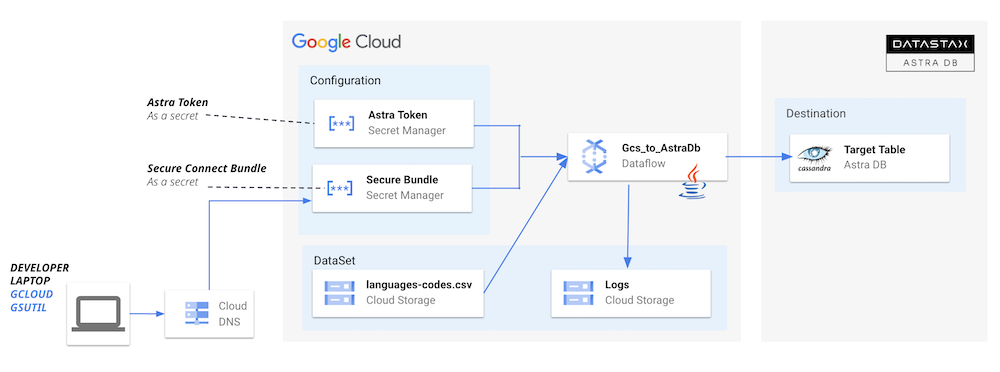 Google Cloud
DATASTAX
ASTRA DB
Configuration
Astra Token
As a secret
Astra Token
Secret Manager
[***]
Destination
Gcs_to_AstraDb
Dataflow
Target Table
Astra DB
cassandra
Secure Connect Bundle
As a secret
Secure Bundle
Secret Manager
[***]
DataSet
DEVELOPER
LAPTOP
GCLOUD
GSUTIL
languages-codes.csv
Cloud Storage
Logs
Cloud Storage
Cloud
DNS
Java